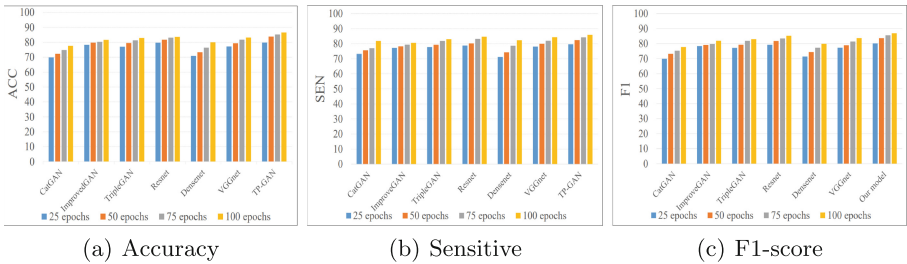 ACC
100
90
80
70
60
50
40
30
20
10
0
CatGAN
ImprovedGAN
TripleGAN
Resnet
Densenet
VGGnet
TP-GAN
25 epochs 50 epochs 75 epochs 100 epochs
(a) Accuracy
SEN
100
90
80
70
60
50
40
30
20
10
0
CatGAN
ImproveGAN
TripleGAN
Resnet
Densenet
VGGnet
TP-GAN
25 epochs 50 epochs 75 epochs 100 epochs
(b) Sensitive
F1
100
90
80
70
60
50
40
30
20
10
0
CatGAN
ImproveGAN
TripleGAN
Resnet
Densenet
VGGnet
Our model
25 epochs 50 epochs 75 epochs 100 epochs
(c) F1-score